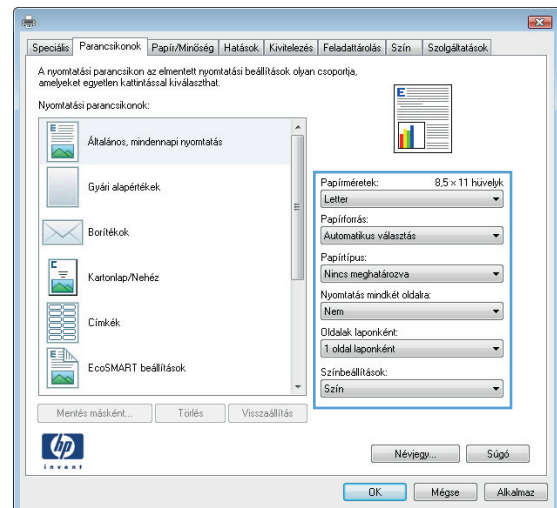 Speciális Parancsikonok Papír/Minőség Hatások Kivitelezés Feladattárolás Szín Szolgáltatások
A nyomtatási parancsikon az elmentett nyomtatási beállítások olyan csoportja,
amelyeket egyetlen kattintással kiválaszthat.
Nyomtatási parancsikonok:
Általános, mindennapi nyomtatás
Gyári alapértékek
Borítékok
Kartonlap/Nehéz
Címkék
EcoSMART beállítások
Mentés másként... Törlés Visszaállítás
E
Papírméretek: 8,5 × 11 hüvelyk
Letter
Papírforrás:
Automatikus választás
Papírtípus:
Nincs meghatározva
Nyomtatás mindkét oldalra:
Nem
Oldalak laponként:
1 oldal laponként
Színbeállítások:
Szín
hp
invent
Névjegy... Súgó
OK Mégse Alkalmaz